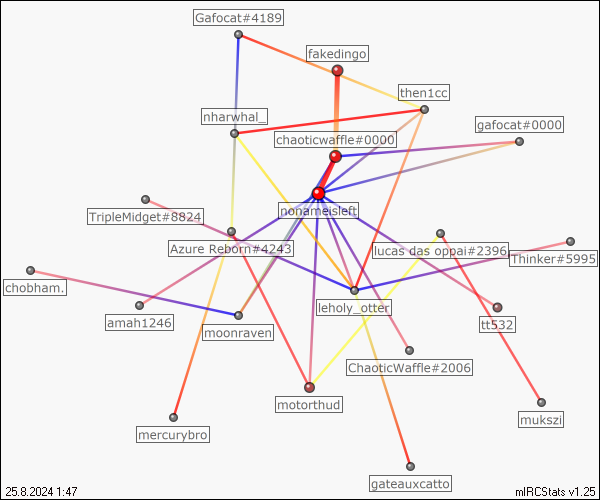 Gafocat#4189
fakedingo
then1cc
nharwhal_
gafocat#0000
chaoticwaffle#0000
TripleMidget#8824
nonameisleft
Azure Reborn#4243
lucas das oppai#2396
Thinker#5995
chobham.
leholy_otter
amah1246
moonraven
tt532
ChaoticWaffle#2006
motorthud
mukszi
mercurybro
gateauxcatto
25.8.2024 1:47
mIRCStats v1.25